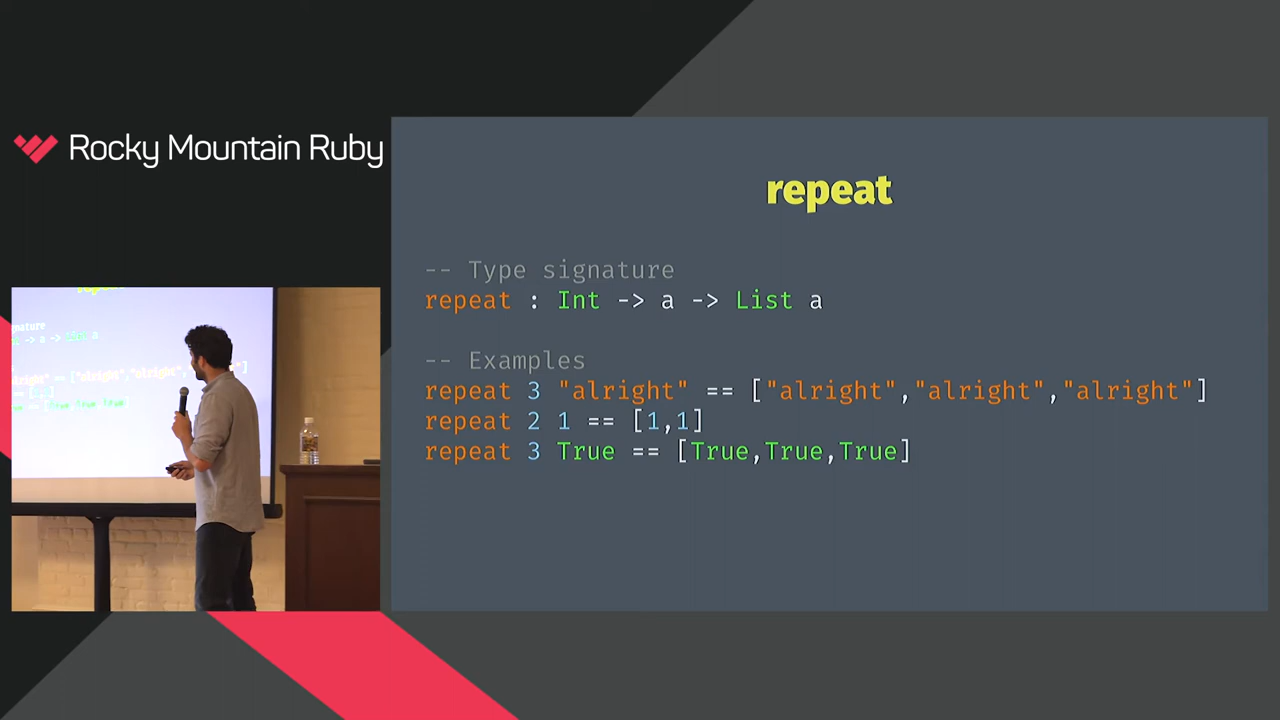 Rocky Mountain Ruby
repeat
-- Type signature
repeat : Int -> a -> List a
-- Examples
repeat 3 "alright" == ["alright","alright","alright"]
repeat 2 1 == [1,1]
repeat 3 True == [True,True,True]